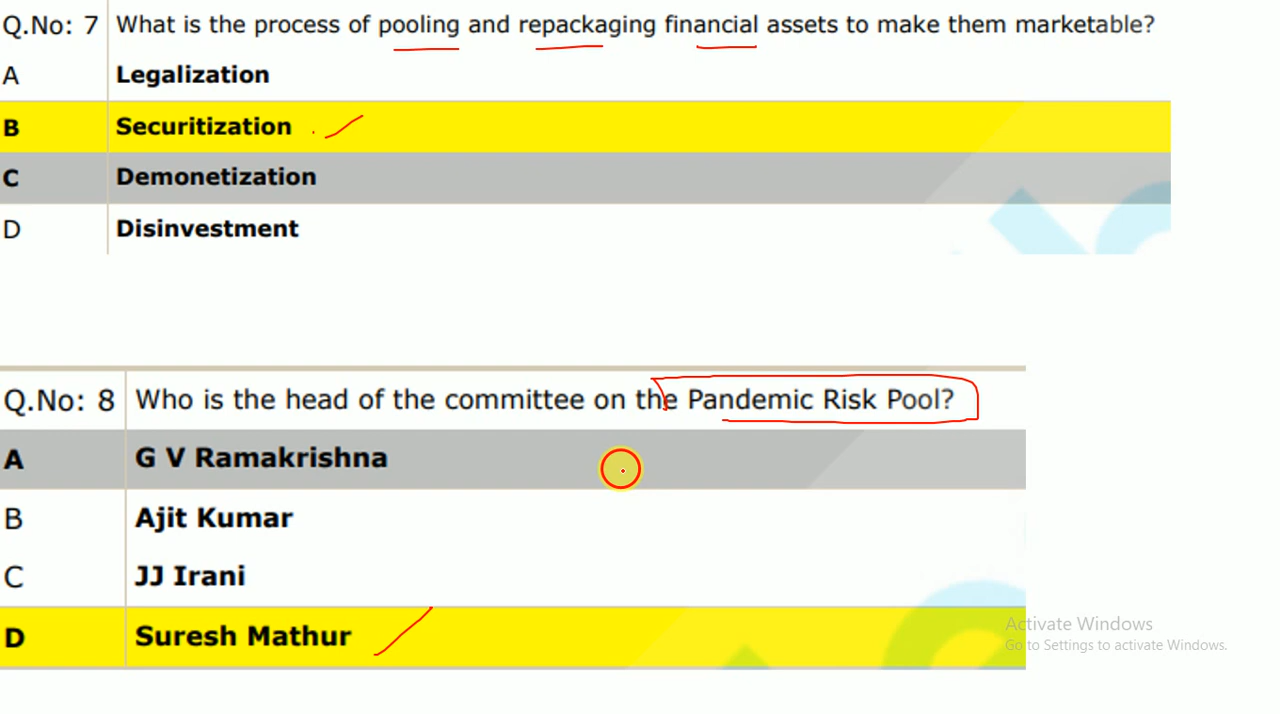 Q.No: 7 What is the process of pooling and repackaging financial assets to make them marketable?
A Legalization
B Securitization
C Demonetization
D Disinvestment
Q.No: 8 Who is the head of the committee on the Pandemic Risk Pool?
A G V Ramakrishna
B Ajit Kumar
C JJ Irani
D Suresh Mathur
Activate Windows
Go to Settings to activate Windows.